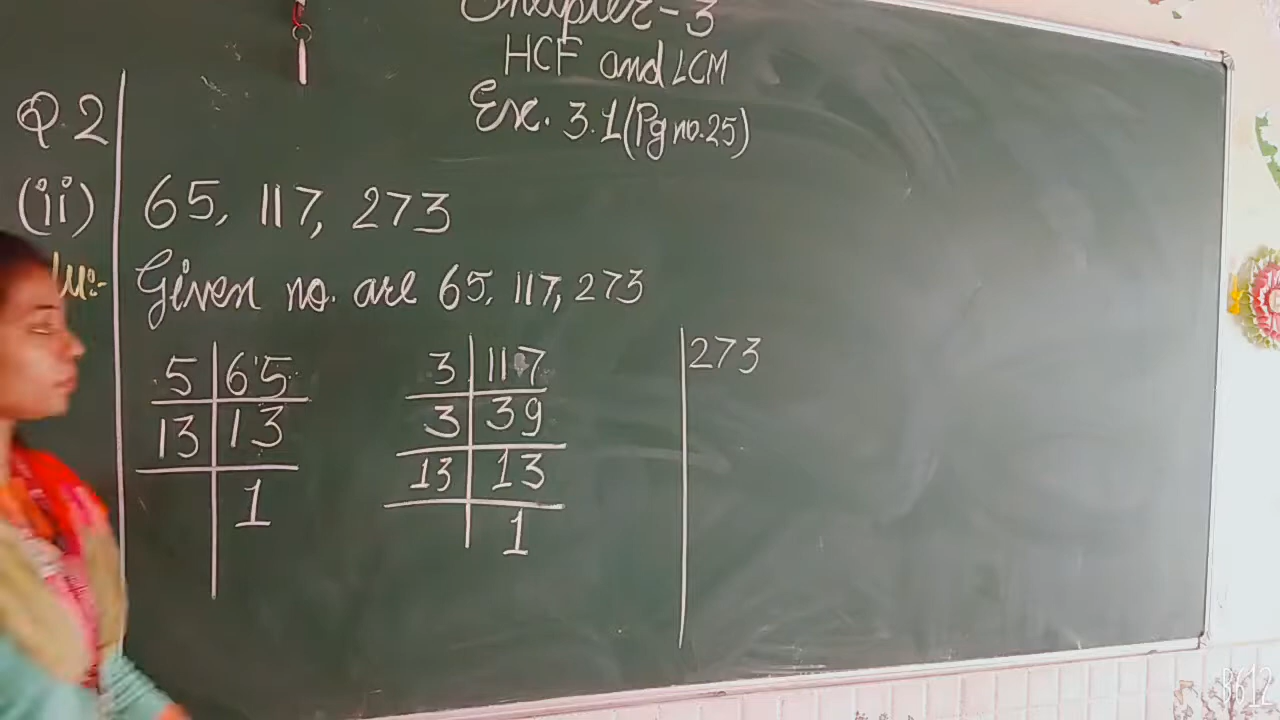 Chapter-3
HCF and LCM
Ex. 3.1 (Pg no. 25)
Q 2
(ii) 65, 117, 273
Given no. are 65, 117, 273
5 | 65
13 | 13
1
3 | 117
3 | 39
13 | 13
1
273
B612